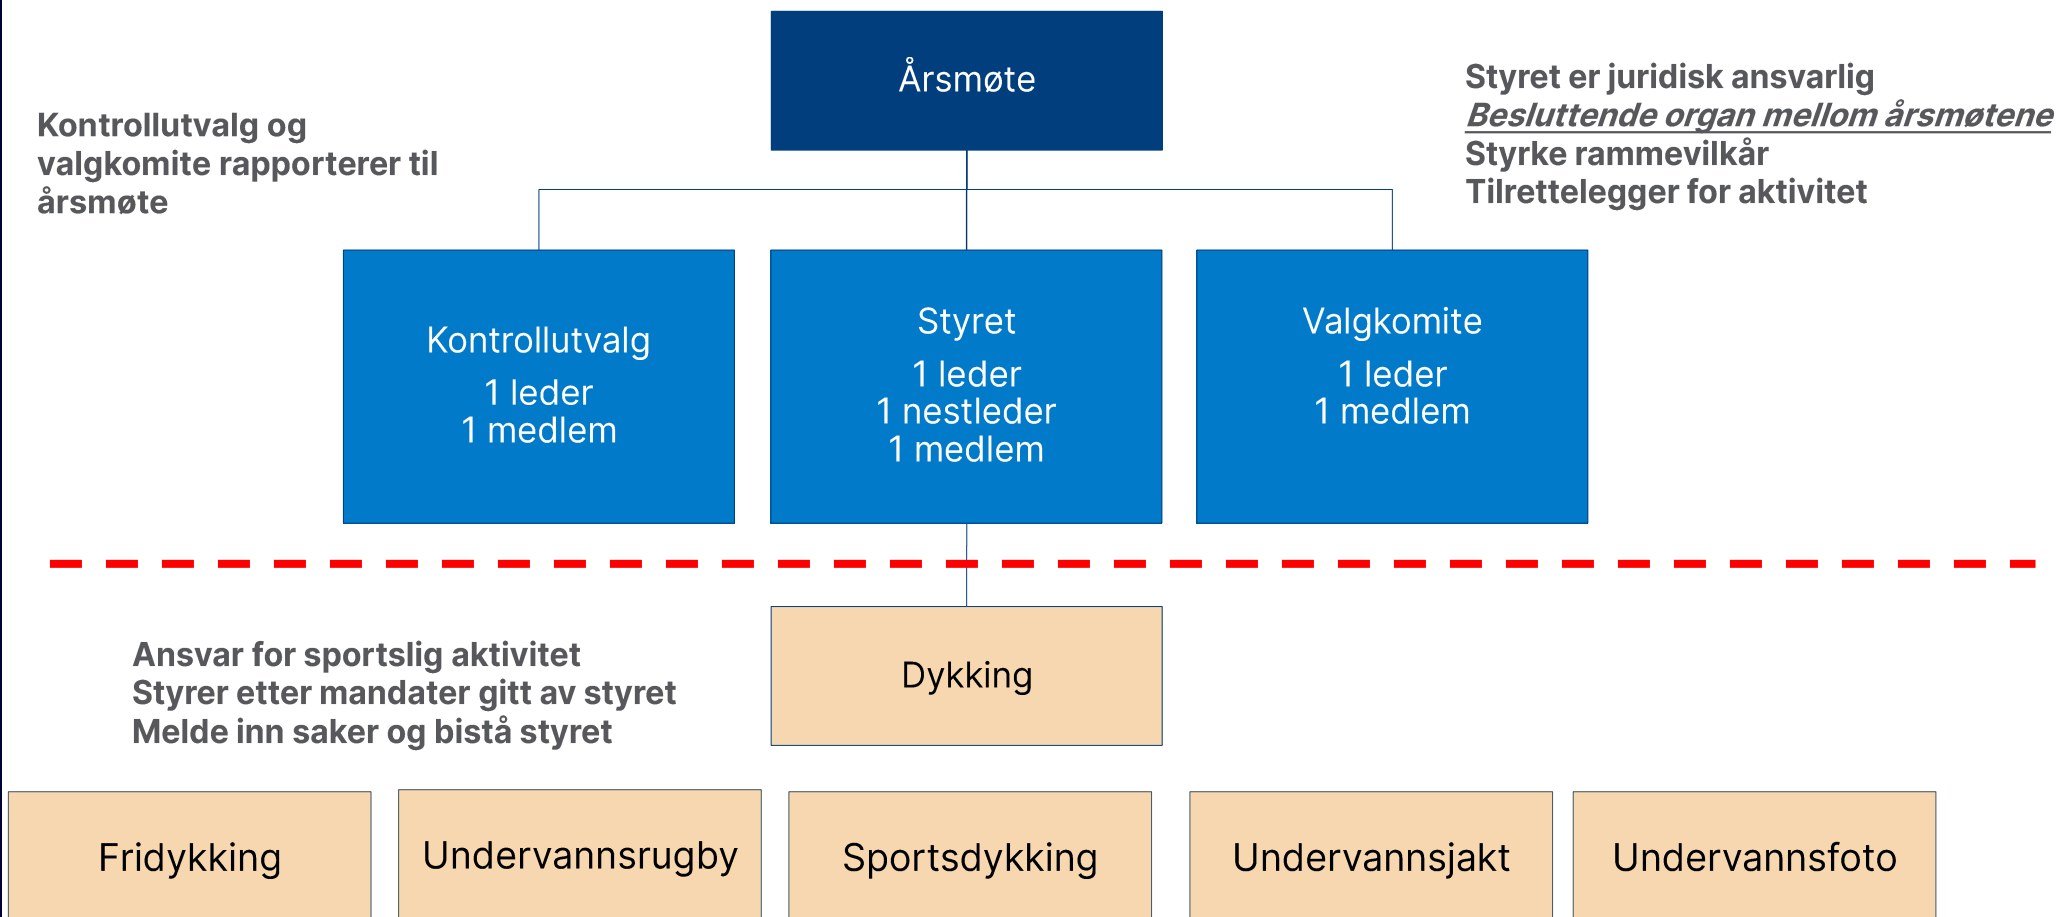 Årsmøte
Kontrollutvalg og
valgkomite rapporterer til
årsmøte
Styret er juridisk ansvarlig
Besluttende organ mellom årsmøtene
Styrke rammevilkår
Tilrettelegger for aktivitet
Kontrollutvalg
1 leder
1 medlem
Styret
1 leder
1 nestleder
1 medlem
Valgkomite
1 leder
1 medlem
Ansvar for sportslig aktivitet
Styrer etter mandater gitt av styret
Melde inn saker og bistå styret
Dykking
Fridykking
Undervannsrugby
Sportsdykking
Undervannsjakt
Undervannsfoto